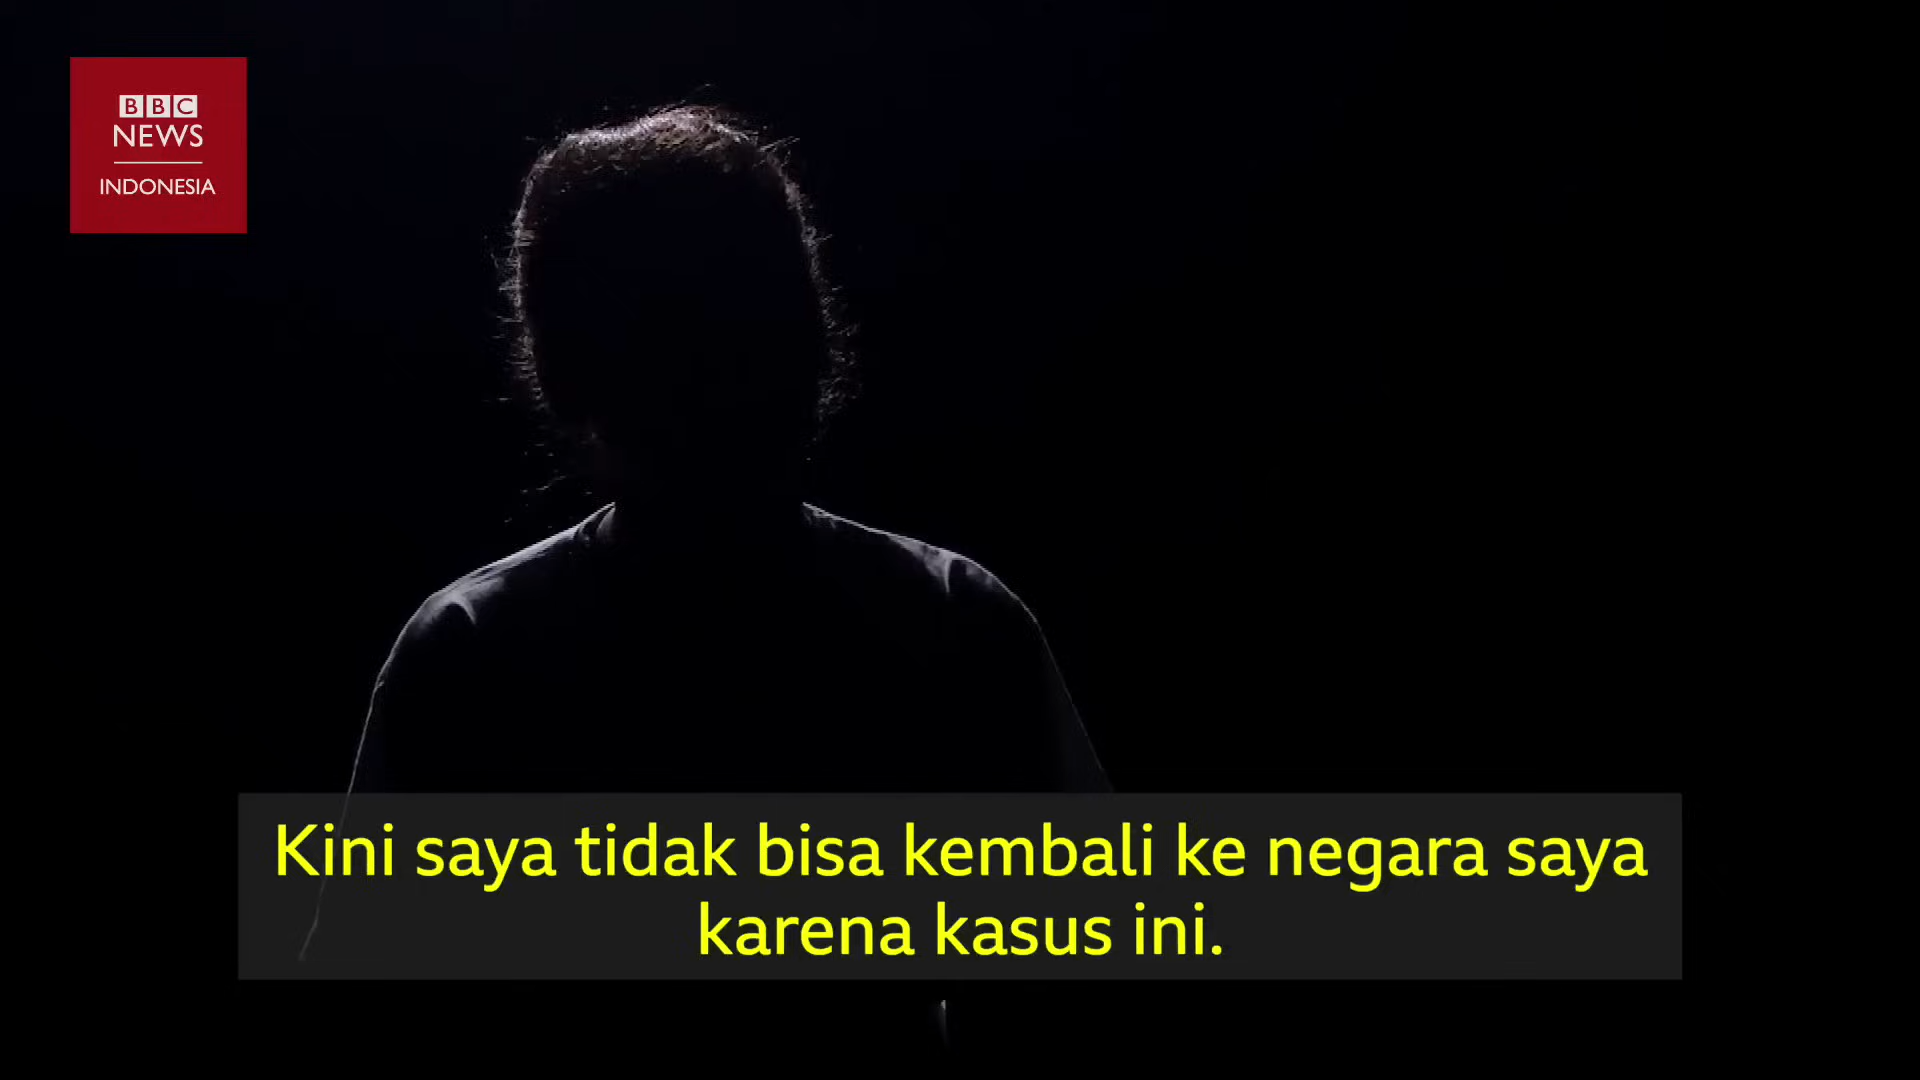 BBC
NEWS
INDONESIA
Kini saya tidak bisa kembali ke negara saya
karena kasus ini.